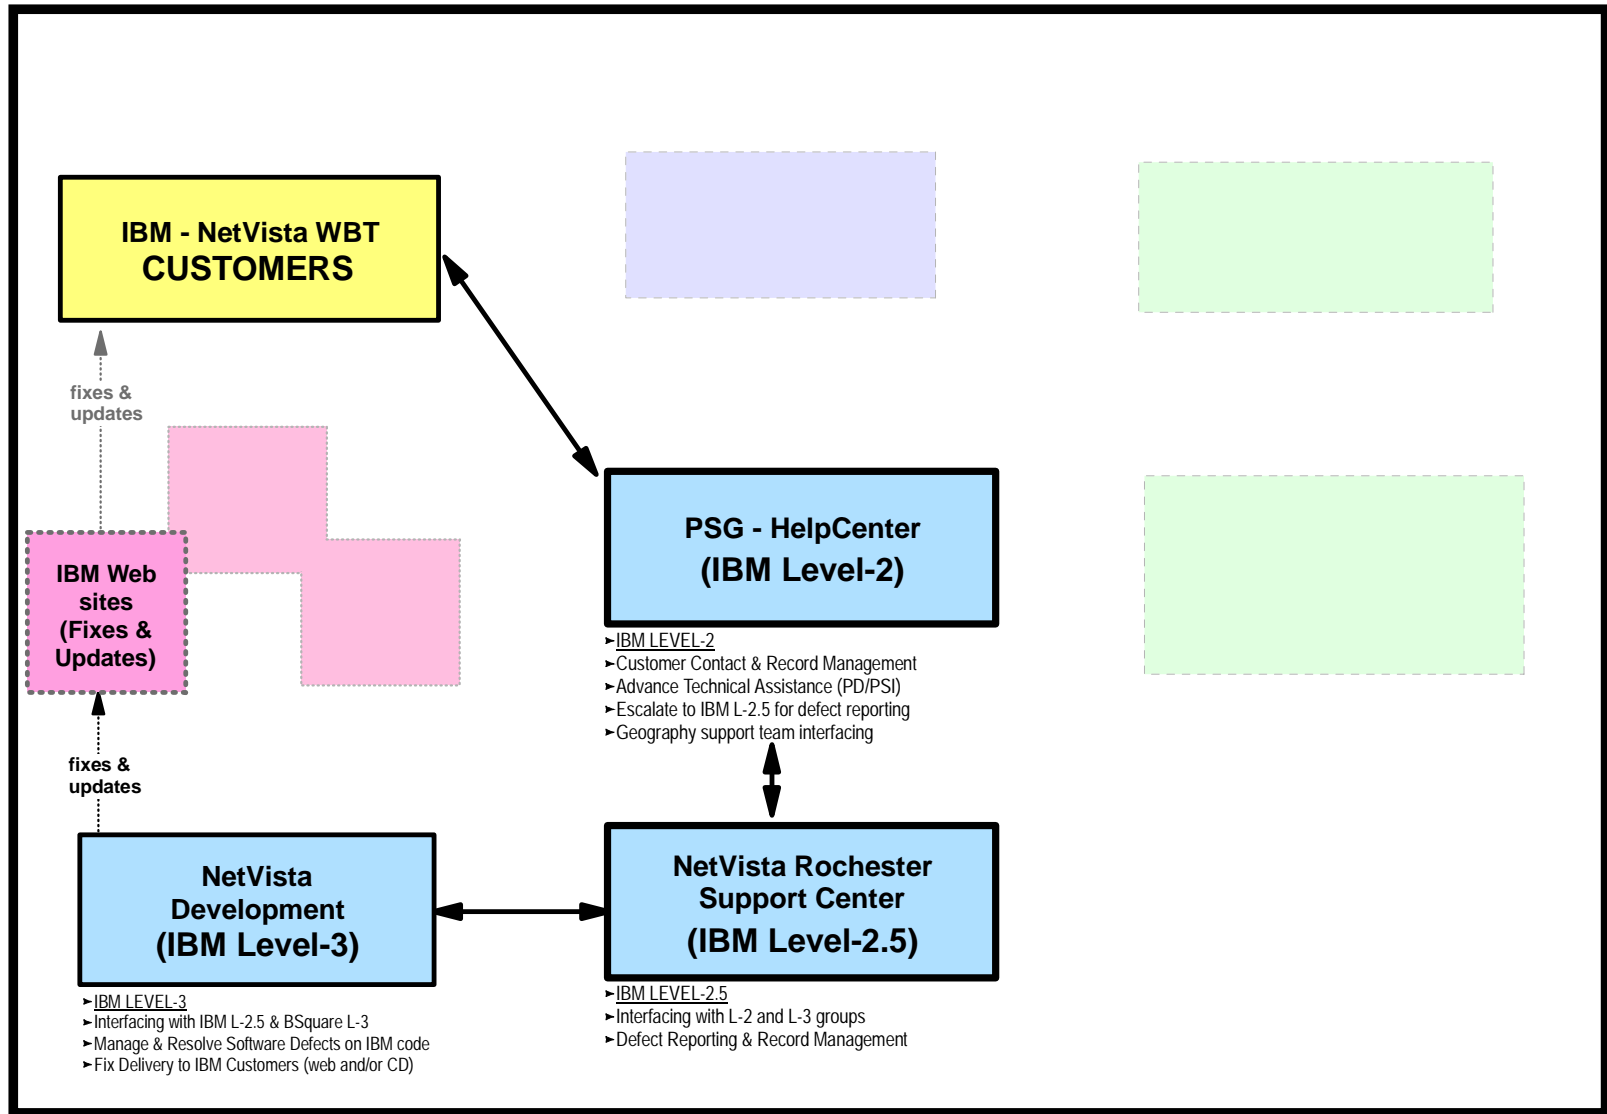 IBM - NetVista WBT
CUSTOMERS
fixes &
updates
IBM Web
sites
(Fixes &
Updates)
fixes &
updates
PSG - HelpCenter
(IBM Level-2)
➢IBM LEVEL-2
➢Customer Contact & Record Management
➢Advance Technical Assistance (PD/PSI)
➢Escalate to IBM L-2.5 for defect reporting
➢Geography support team interfacing
NetVista
Development
(IBM Level-3)
➢IBM LEVEL-3
➢Interfacing with IBM L-2.5 & BSquare L-3
➢Manage & Resolve Software Defects on IBM code
➢Fix Delivery to IBM Customers (web and/or CD)
NetVista Rochester
Support Center
(IBM Level-2.5)
➢IBM LEVEL-2.5
➢Interfacing with L-2 and L-3 groups
➢Defect Reporting & Record Management